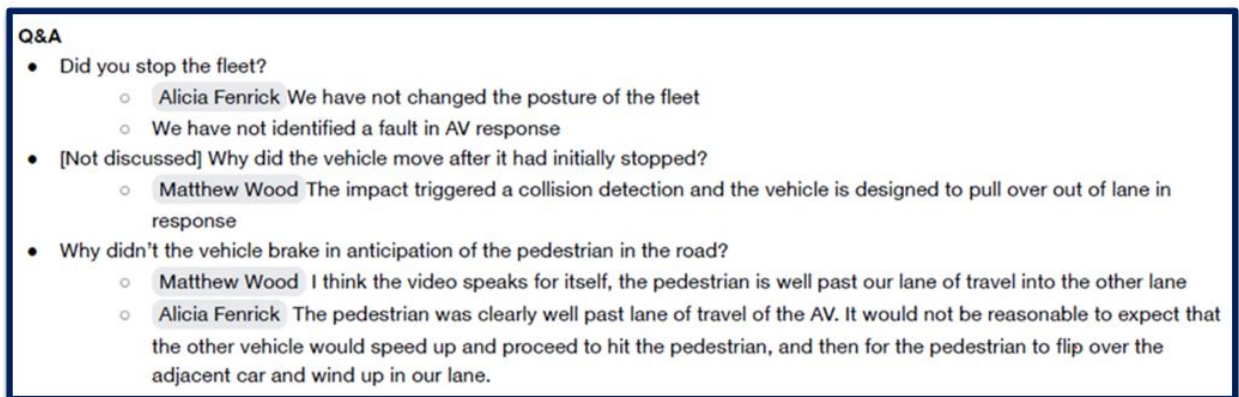 Q&A
● Did you stop the fleet?
○ Alicia Fenrick We have not changed the posture of the fleet
○ We have not identified a fault in AV response
● [Not discussed] Why did the vehicle move after it had initially stopped?
○ Matthew Wood The impact triggered a collision detection and the vehicle is designed to pull over out of lane in
response
● Why didn't the vehicle brake in anticipation of the pedestrian in the road?
○ Matthew Wood I think the video speaks for itself, the pedestrian is well past our lane of travel into the other lane
○ Alicia Fenrick The pedestrian was clearly well past lane of travel of the AV. It would not be reasonable to expect that
the other vehicle would speed up and proceed to hit the pedestrian, and then for the pedestrian to flip over the
adjacent car and wind up in our lane.